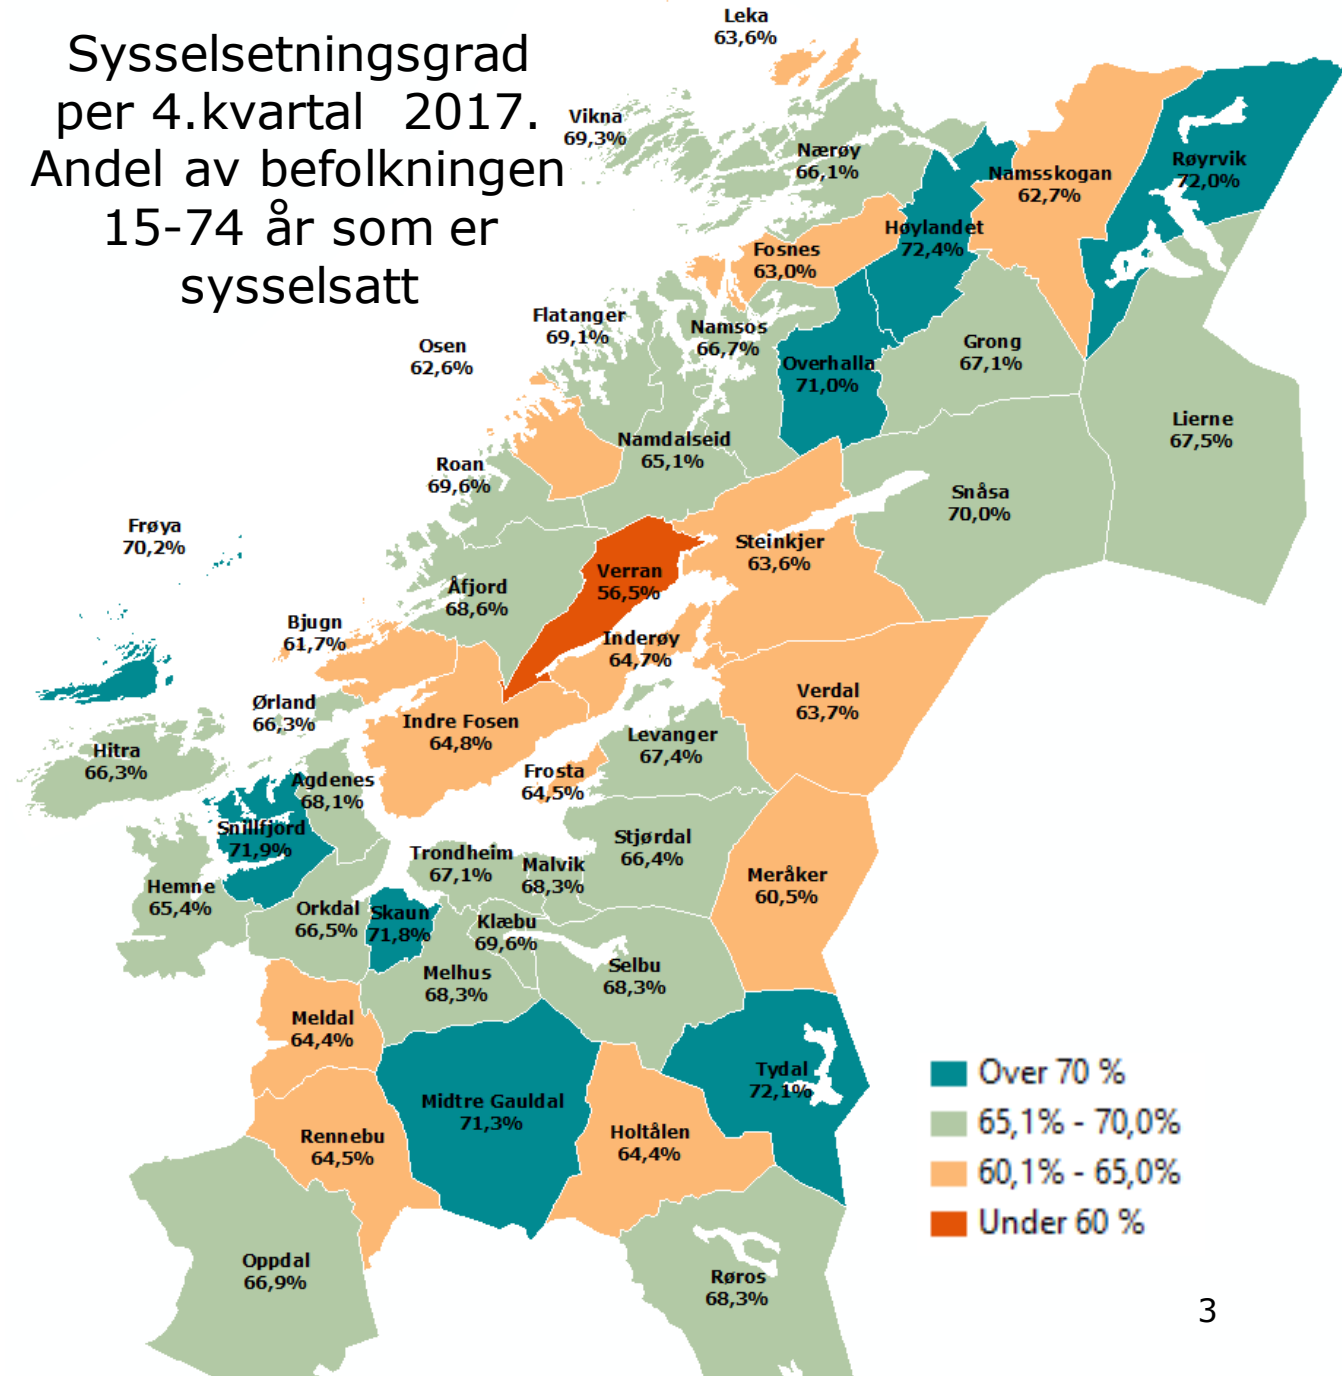 Sysselsetningsgrad
per 4.kvartal 2017.
Andel av befolkningen
15-74 år som er
sysselsatt
Leka
63,6%
Vikna
69,3%
Nærøy
66,1%
Namsskogan
62,7%
Røyrvik
72,0%
Høylandet
72,4%
Fosnes
63,0%
Flatanger
69,1%
Namsos
66,7%
Osen
62,6%
Overhalla
71,0%
Grong
67,1%
Lierne
67,5%
Namdalseid
65,1%
Roan
69,6%
Snåsa
70,0%
Frøya
70,2%
Steinkjer
63,6%
Verran
56,5%
Åfjord
68,6%
Bjugn
61,7%
Inderøy
64,7%
Verdal
63,7%
Ørland
66,3%
Indre Fosen
64,8%
Levanger
67,4%
Hitra
66,3%
Frosta
64,5%
Agdenes
68,1%
Snillfjord
71,9%
Stjørdal
66,4%
Trondheim
67,1%
Malvik
68,3%
Meråker
60,5%
Hemne
65,4%
Orkdal
66,5%
Skaun
71,8%
Klæbu
69,6%
Melhus
68,3%
Selbu
68,3%
Meldal
64,4%
Tydal
72,1%
Midtre Gauldal
71,3%
Rennebu
64,5%
Holtålen
64,4%
Oppdal
66,9%
Røros
68,3%
Over 70 %
65,1% - 70,0%
60,1% - 65,0%
Under 60 %
3